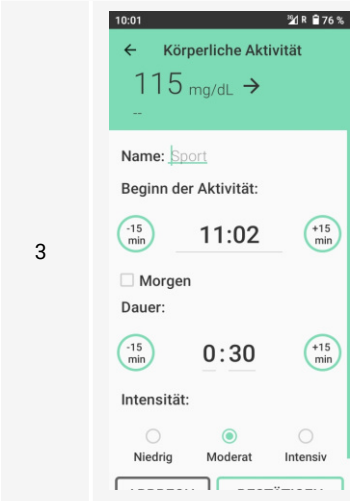 10:01 R 76 %
← Körperliche Aktivität
115 mg/dL →
--
Name: Sport
Beginn der Aktivität:
-15 min 11:02 +15 min
3
Morgen
Dauer:
-15 min 0:30 +15 min
Intensität:
Niedrig Moderat Intensiv